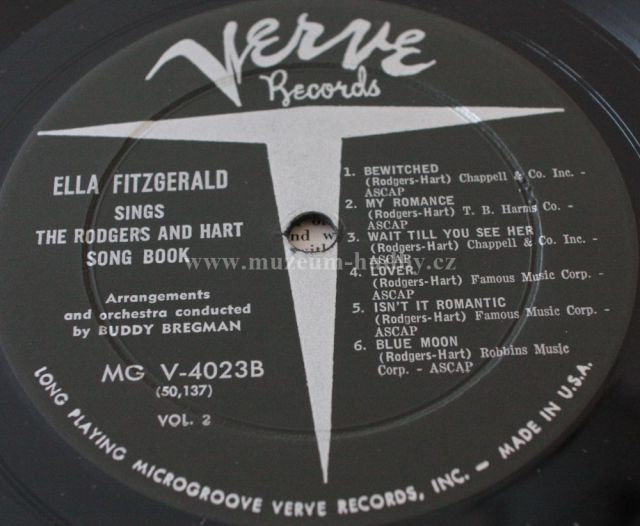 Verve
Records
ELLA FITZGERALD
SINGS
THE RODGERS AND HART
SONG BOOK
Arrangements
and orchestra conducted
by BUDDY BREGMAN
MG V-4023B
(50,137)
VOL. 2
1. BEWITCHED
(Rodgers-Hart) Chappell & Co. Inc. -
ASCAP
2. MY ROMANCE
(Rodgers-Hart) T. B. Harms Co. -
ASCAP
3. WAIT TILL YOU SEE HER
(Rodgers-Hart) Chappell & Co. Inc. -
ASCAP
4. LOVER
(Rodgers-Hart) Famous Music Corp. -
ASCAP
5. ISN'T IT ROMANTIC
(Rodgers-Hart) Famous Music Corp. -
ASCAP
6. BLUE MOON
(Rodgers-Hart) Robbins Music
Corp. - ASCAP
LONG PLAYING MICROGROOVE VERVE RECORDS, INC. - MADE IN U.S.A.
nd w